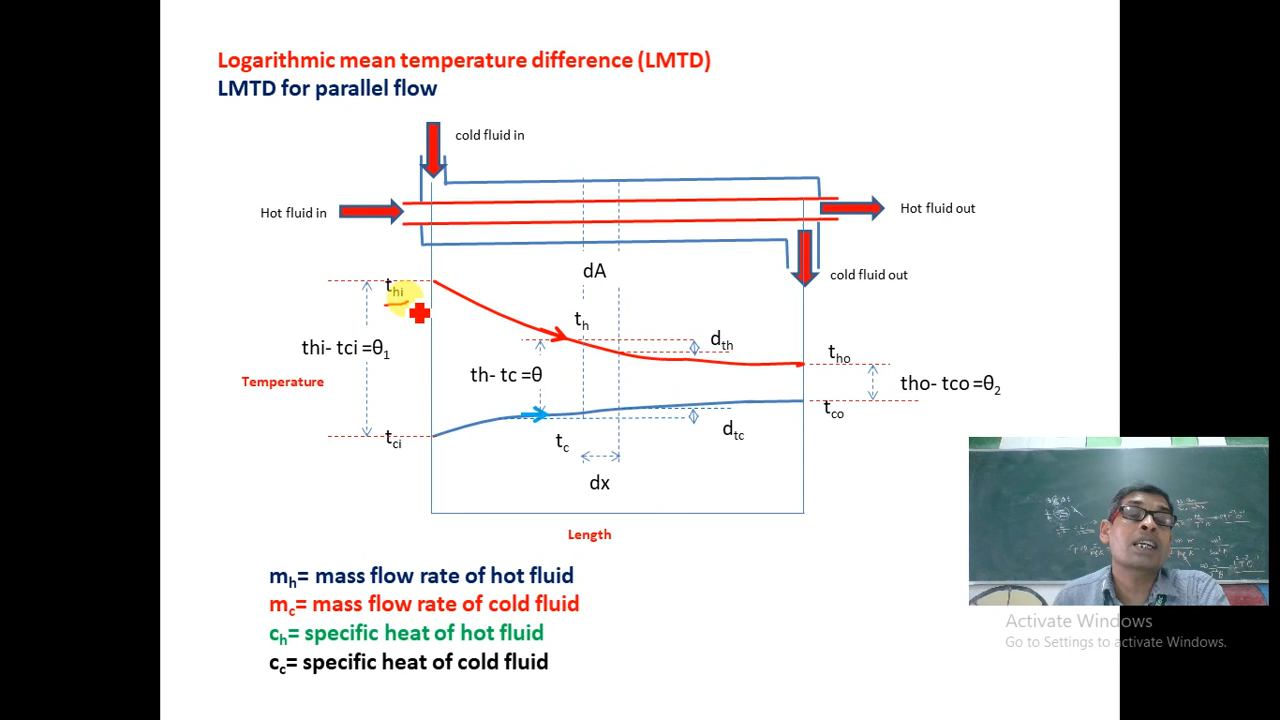 Logarithmic mean temperature difference (LMTD)
LMTD for parallel flow
cold fluid in
Hot fluid in
Hot fluid out
cold fluid out
dA
thi
th
dth
tho
thi- tci =θ1
th- tc =θ
tho- tco =θ2
Temperature
tci
tc
dtc
tco
dx
Length
mh= mass flow rate of hot fluid
mc= mass flow rate of cold fluid
ch= specific heat of hot fluid
cc= specific heat of cold fluid
Activate Windows
Go to Settings to activate Windows.